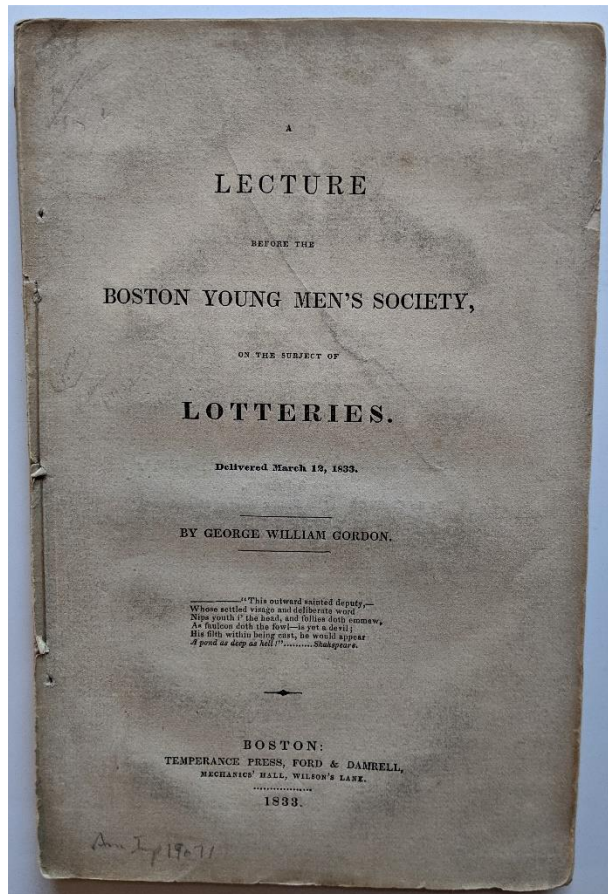 A
LECTURE
BEFORE THE
BOSTON YOUNG MEN'S SOCIETY,
ON THE SUBJECT OF
LOTTERIES.
Delivered March 12, 1833.
BY GEORGE WILLIAM GORDON.
————"This outward sainted deputy,—
Whose settled visage and deliberate word
Nips youth i' the head, and follies doth emmew,
As faulcon doth the fowl—is yet a devil;
His filth within being cast, he would appear
A pond as deep as hell!"..........Shakspeare.
BOSTON:
TEMPERANCE PRESS, FORD & DAMRELL,
MECHANICS' HALL, WILSON'S LANE.
1833.